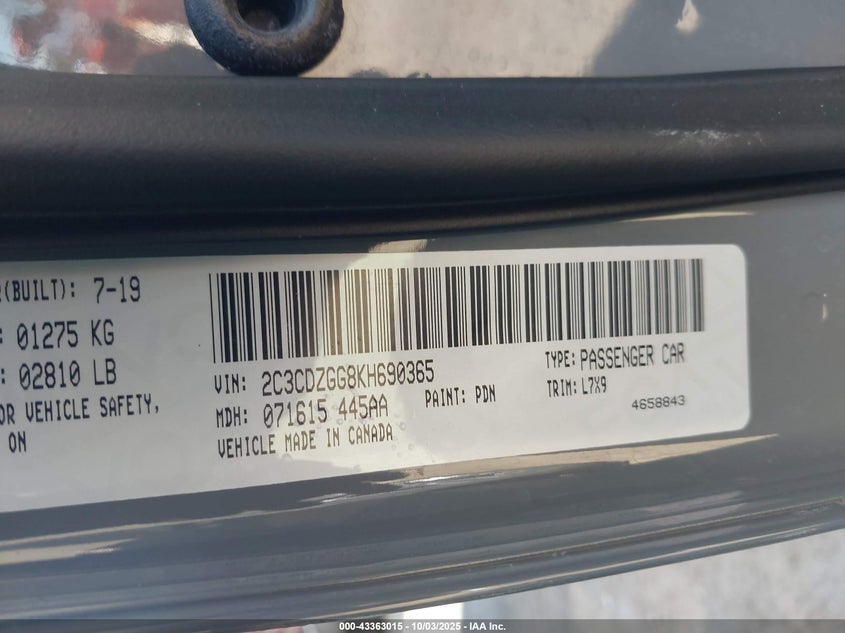 R(BUILT): 7-19
: 01275 KG
: 02810 LB
OR VEHICLE SAFETY,
ON
VIN: 2C3CDZGG8KH690365
TYPE: PASSENGER CAR
MDH: 071615 445AA
PAINT: PDN
TRIM: L7X9
VEHICLE MADE IN CANADA
4658843
000-43363015 - 10/03/2025 - IAA Inc.